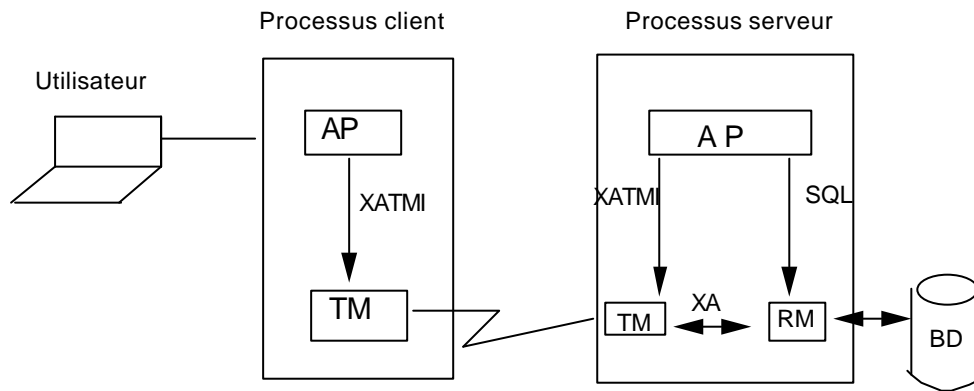 Processus client
Processus serveur
Utilisateur
AP
A P
XATMI
XATMI
SQL
TM
TM
XA
RM
BD